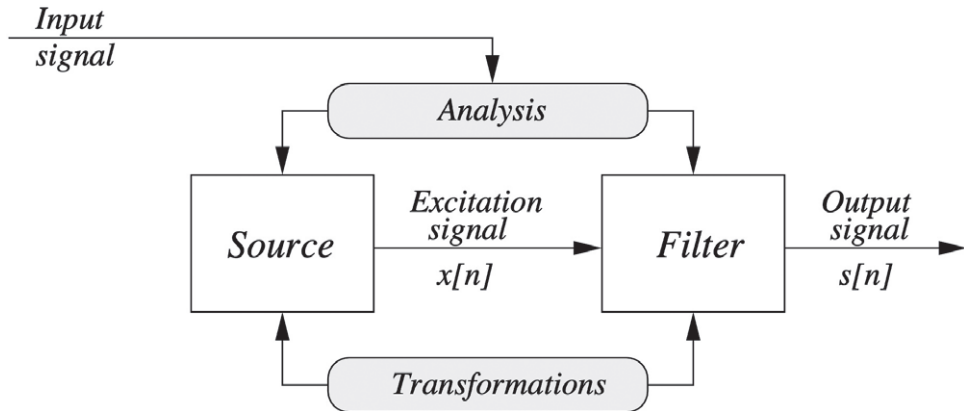 Input
signal
Analysis
Source
Excitation
signal
x[n]
Filter
Output
signal
s[n]
Transformations